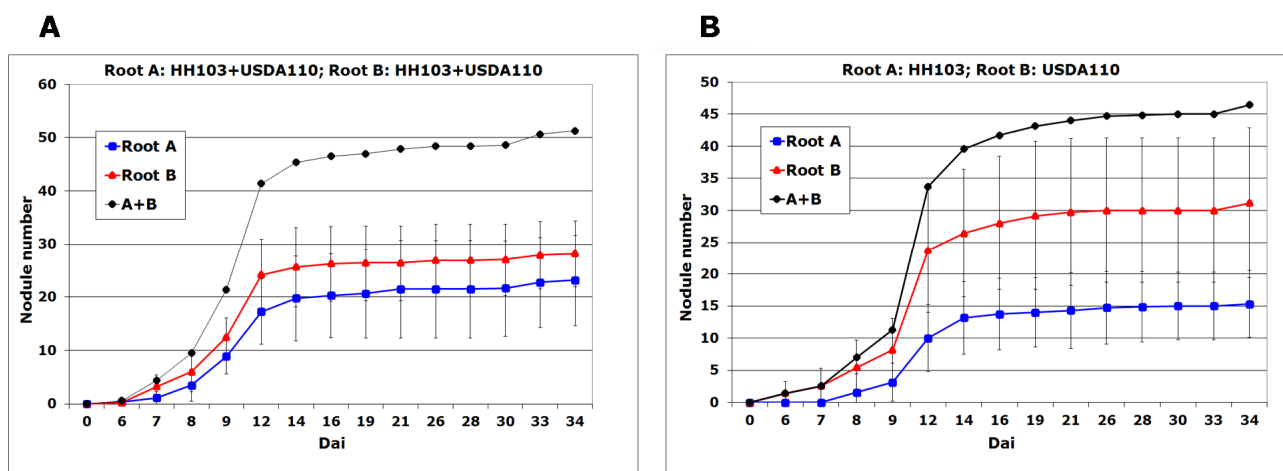 A
Root A: HH103+USDA110; Root B: HH103+USDA110
60
50
40
30
20
10
0
Nodule number
Root A
Root B
A+B
0 6 7 8 9 12 14 16 19 21 26 28 30 33 34
Dai
B
Root A: HH103; Root B: USDA110
50
45
40
35
30
25
20
15
10
5
0
Nodule number
Root A
Root B
A+B
0 6 7 8 9 12 14 16 19 21 26 28 30 33 34
Dai